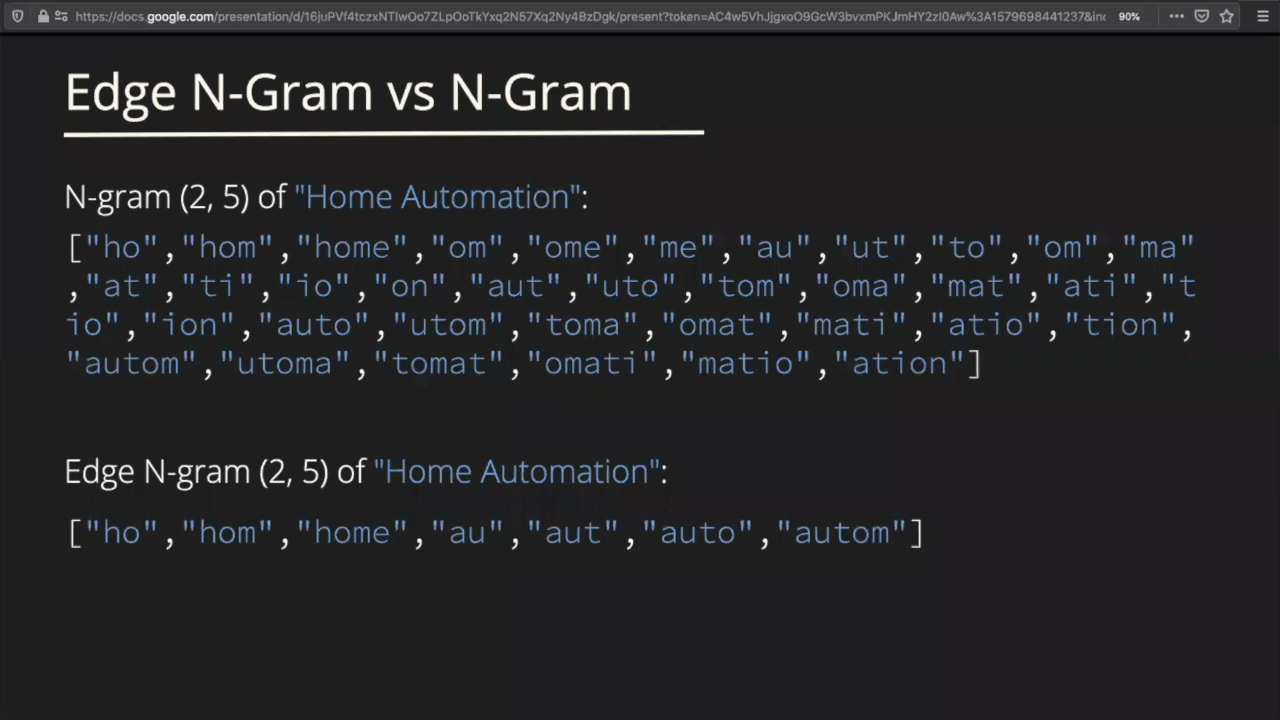 https://docs.google.com/presentation/d/16juPVf4tczxNTlwOo7ZLpOoTkYxq2N57Xq2Ny4BzDgk/present?token=AC4w5VhJjgxoO9GcW3bvxmPKJmHY2zI0Aw%3A1579698441237&in
90%
Edge N-Gram vs N-Gram
N-gram (2, 5) of "Home Automation":
["ho","hom","home","om","ome","me","au","ut","to","om","ma"
,"at","ti","io","on","aut","uto","tom","oma","mat","ati","t
io","ion","auto","utom","toma","omat","mati","atio","tion",
"autom","utoma","tomat","omati","matio","ation"]
Edge N-gram (2, 5) of "Home Automation":
["ho","hom","home","au","aut","auto","autom"]